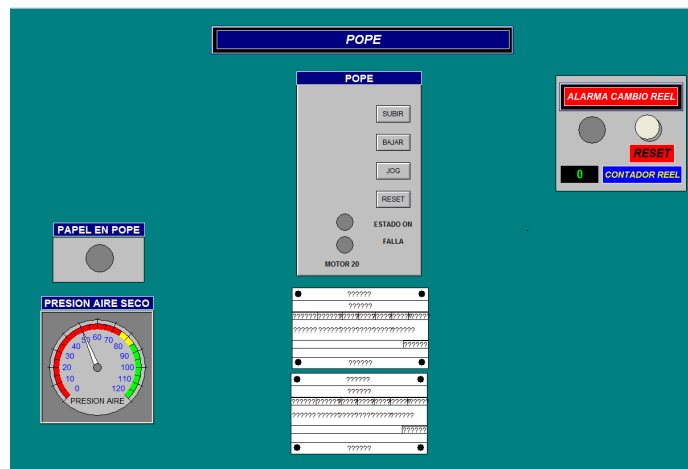 POPE
POPE
SUBIR
BAJAR
JOG
RESET
ESTADO ON
FALLA
MOTOR 20
ALARMA CAMBIO REEL
RESET
0 CONTADOR REEL
PAPEL EN POPE
PRESION AIRE SECO
0 10 20 30 40 50 60 70 80 90 100 110 120
PRESION AIRE
??????
??????
?????? ?????? ????? ????? ????? ??????
?????? ?????? ????? ????? ????? ??????
??????
??????
??????
??????
?????? ?????? ????? ????? ????? ??????
?????? ?????? ????? ????? ????? ??????
??????
??????